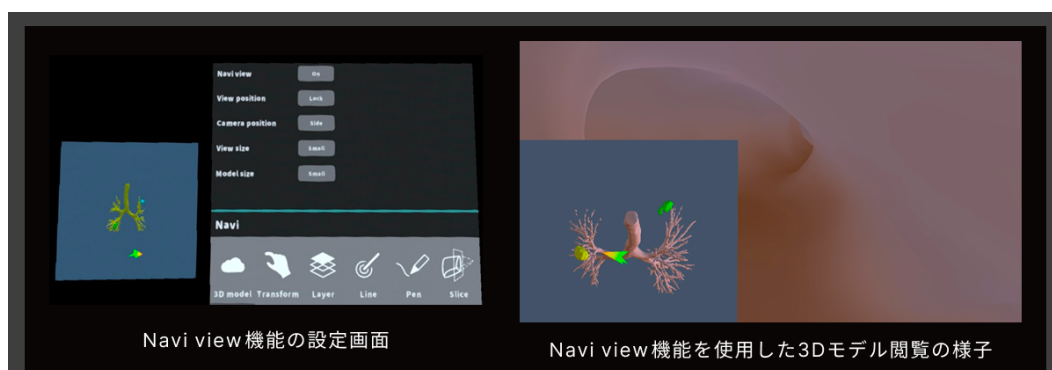 Navi view On
View position Lock
Camera position Side
View size Small
Model size Small
Navi
3D model Transform Layer Line Pen Slice
Navi view機能の設定画面
Navi view機能を使用した3Dモデル閲覧の様子